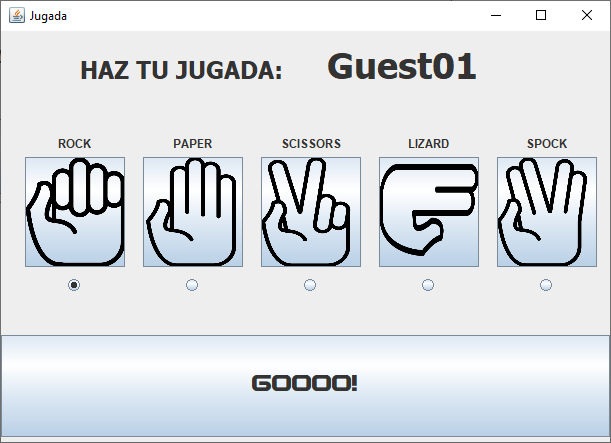 Jugada
HAZ TU JUGADA: Guest01
ROCK PAPER SCISSORS LIZARD SPOCK
GOOOO!